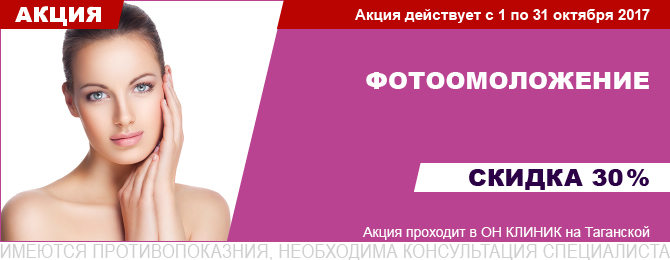 АКЦИЯ
Акция действует с 1 по 31 октября 2017
ФОТООМОЛОЖЕНИЕ
СКИДКА 30%
Акция проходит в ОН КЛИНИК на Таганской
ИМЕЮТСЯ ПРОТИВОПОКАЗНИЯ, НЕОБХОДИМА КОНСУЛЬТАЦИЯ СПЕЦИАЛИСТА